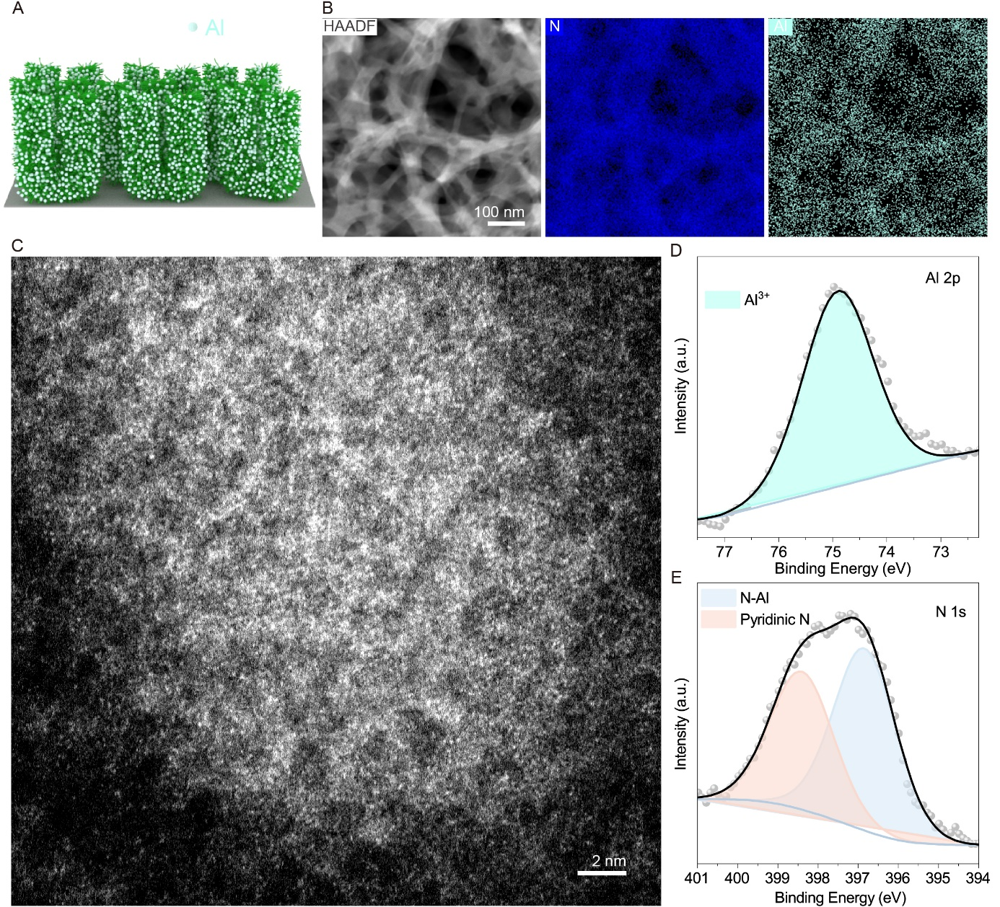 A
Al
B
HAADF
N
Al
100 nm
C
2 nm
D
Al 2p
Al³⁺
Intensity (a.u.)
77 76 75 74 73
Binding Energy (eV)
E
N-Al
Pyridinic N
N 1s
Intensity (a.u.)
401 400 399 398 397 396 395 394
Binding Energy (eV)